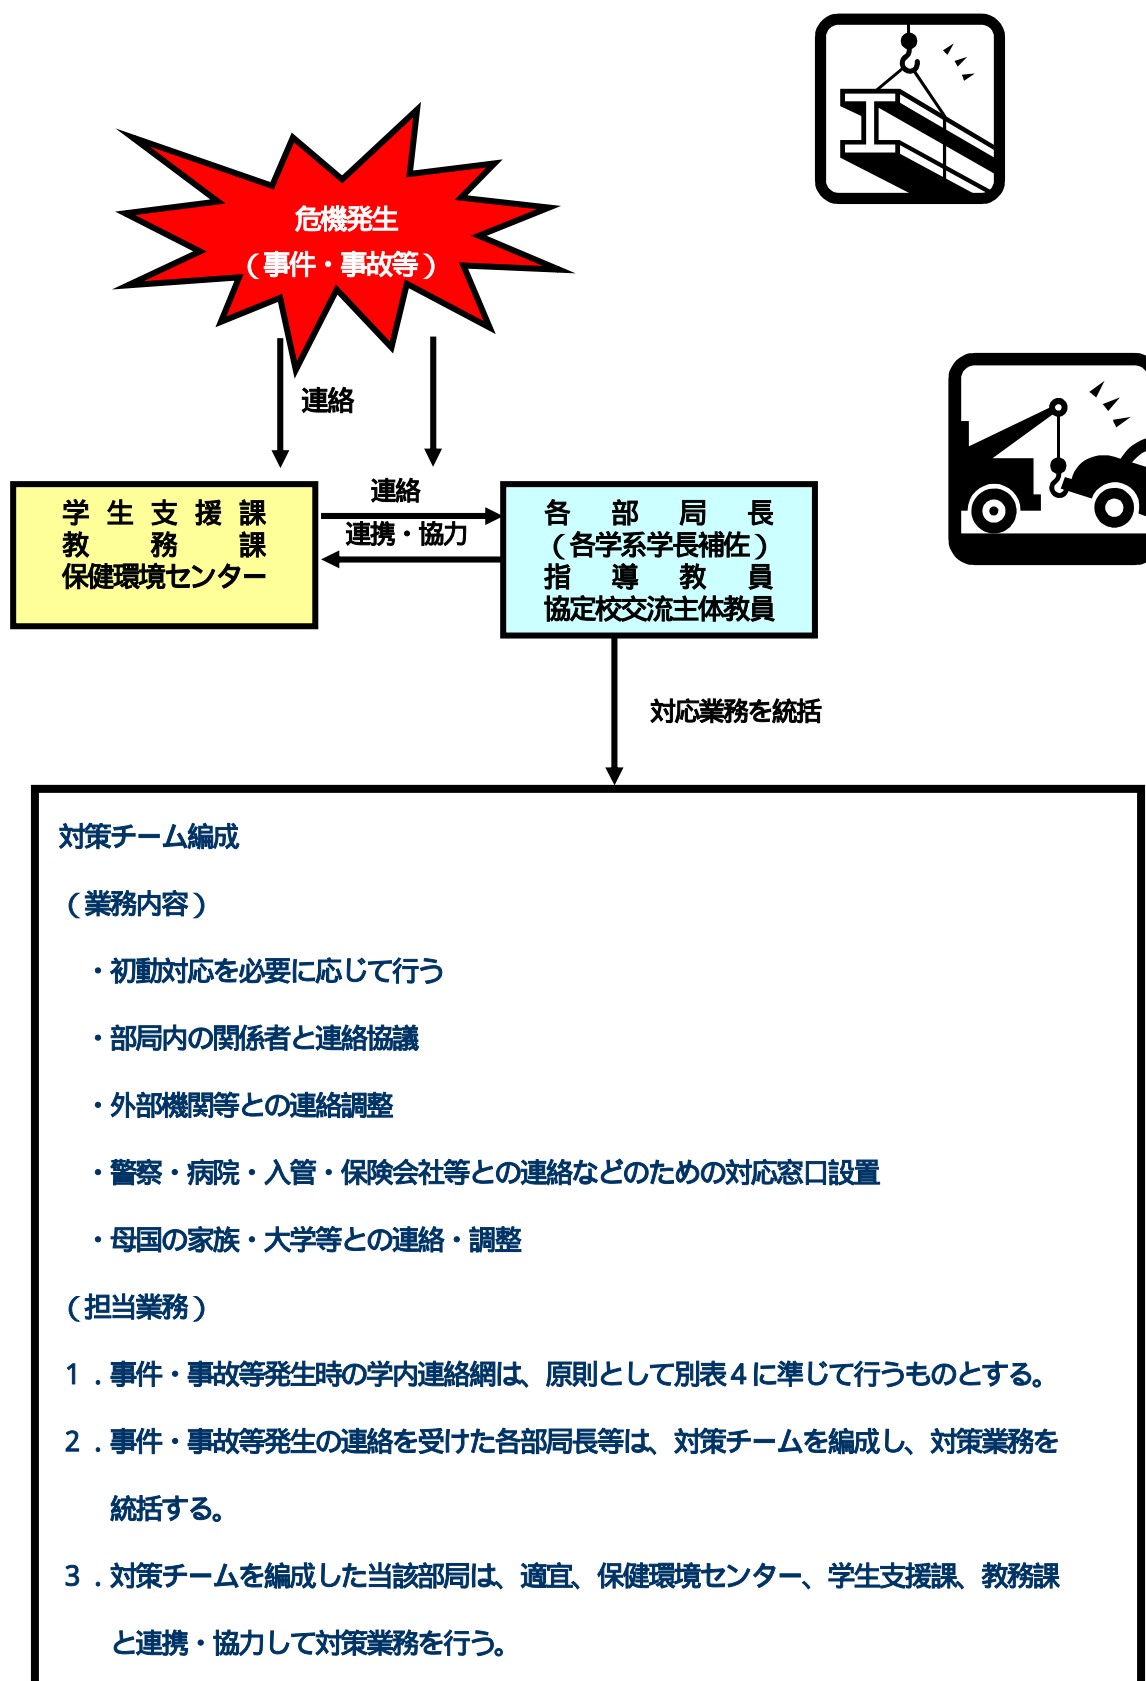 危機発生
（事件・事故等）
連絡
学生支援課
教務課
保健環境センター
連絡
連携・協力
各部局長
（各学系学長補佐）
指導教員
協定校交流主体教員
対応業務を統括
対策チーム編成
（業務内容）
・初動対応を必要に応じて行う
・部局内の関係者と連絡協議
・外部機関等との連絡調整
・警察・病院・入管・保険会社等との連絡などのための対応窓口設置
・母国の家族・大学等との連絡・調整
（担当業務）
１．事件・事故等発生時の学内連絡網は、原則として別表４に準じて行うものとする。
２．事件・事故等発生の連絡を受けた各部局長等は、対策チームを編成し、対策業務を
統括する。
３．対策チームを編成した当該部局は、適宜、保健環境センター、学生支援課、教務課
と連携・協力して対策業務を行う。